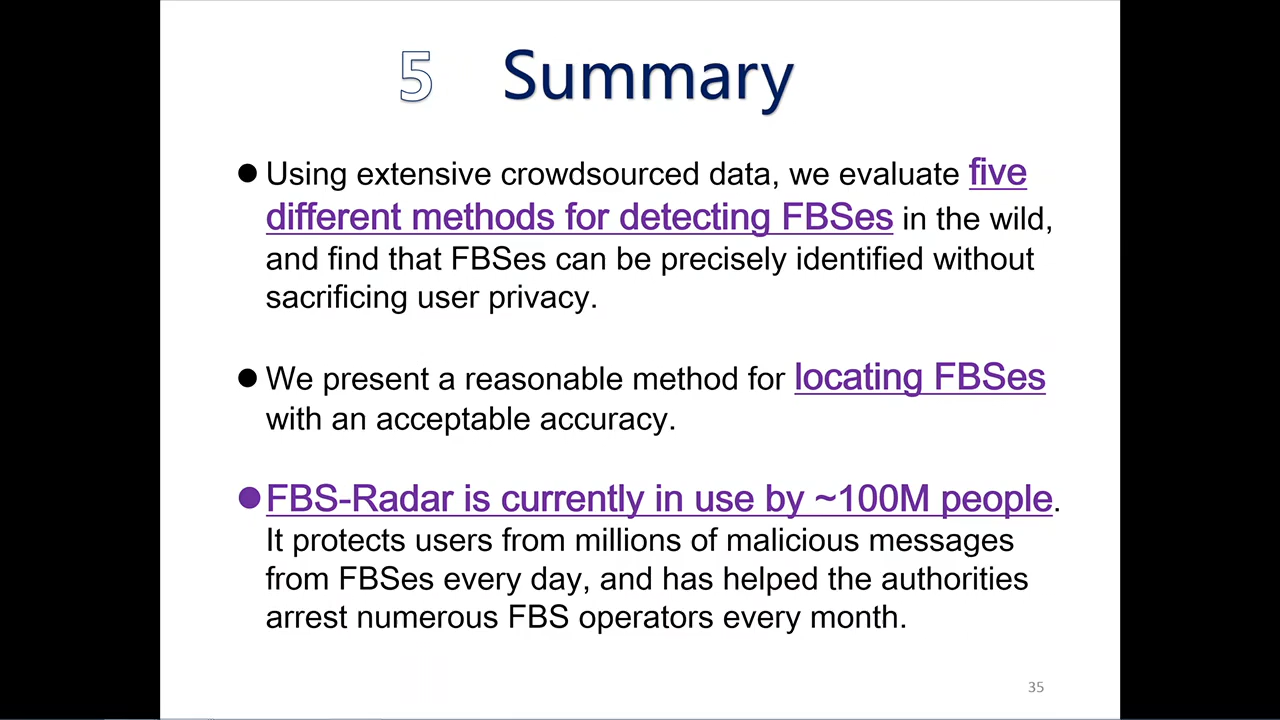 5 Summary
● Using extensive crowdsourced data, we evaluate five
different methods for detecting FBSes in the wild,
and find that FBSes can be precisely identified without
sacrificing user privacy.
● We present a reasonable method for locating FBSes
with an acceptable accuracy.
● FBS-Radar is currently in use by ~100M people.
It protects users from millions of malicious messages
from FBSes every day, and has helped the authorities
arrest numerous FBS operators every month.
35